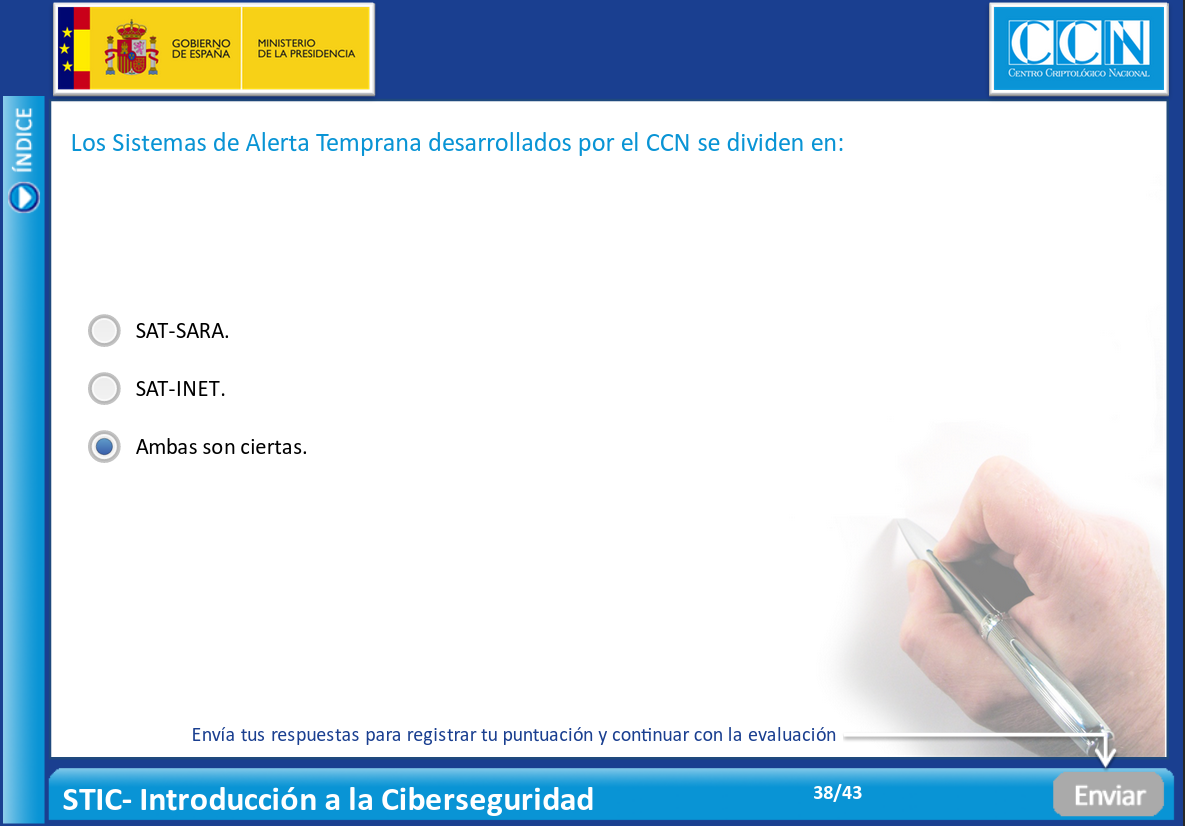 GOBIERNO
DE ESPAÑA
MINISTERIO
DE LA PRESIDENCIA
CCN
CENTRO CRIPTOLÓGICO NACIONAL
ÍNDICE
Los Sistemas de Alerta Temprana desarrollados por el CCN se dividen en:
SAT-SARA.
SAT-INET.
Ambas son ciertas.
Envía tus respuestas para registrar tu puntuación y continuar con la evaluación
STIC- Introducción a la Ciberseguridad
38/43
Enviar